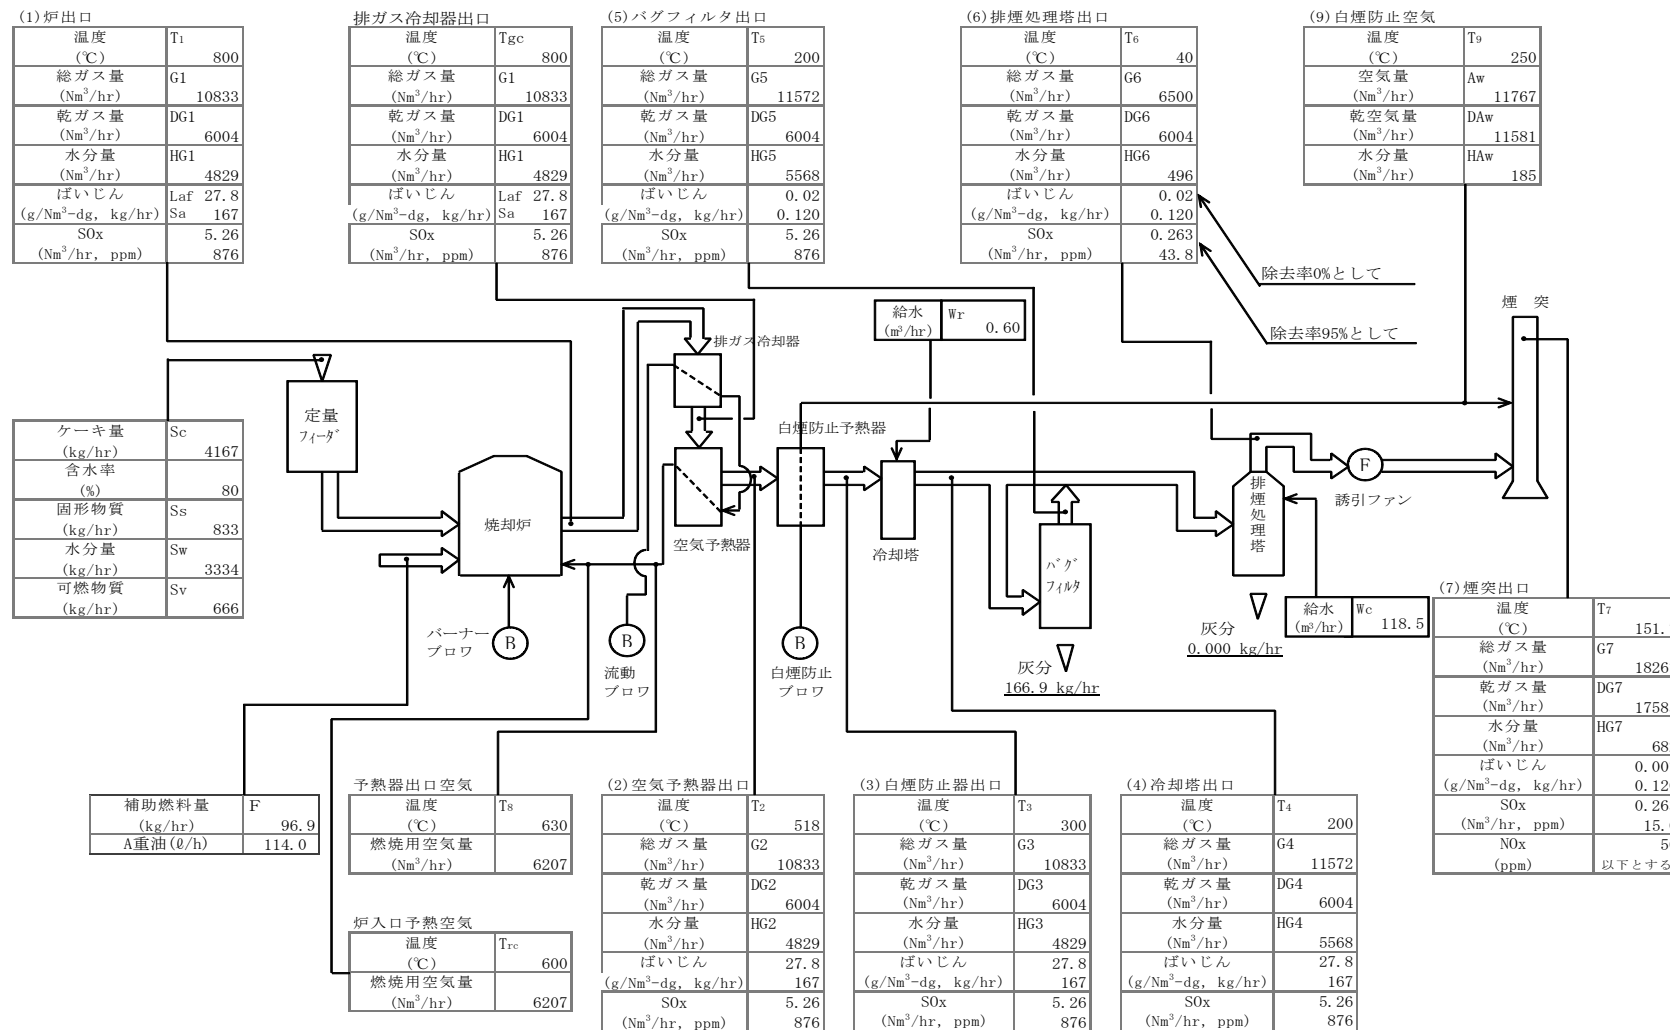 (1)炉出口
温度 T1
(℃) 800
総ガス量 G1
(Nm³/hr) 10833
乾ガス量 DG1
(Nm³/hr) 6004
水分量 HG1
(Nm³/hr) 4829
ばいじん Laf 27.8
(g/Nm³-dg, kg/hr) Sa 167
SOx 5.26
(Nm³/hr, ppm) 876
排ガス冷却器出口
温度 Tgc
(℃) 800
総ガス量 G1
(Nm³/hr) 10833
乾ガス量 DG1
(Nm³/hr) 6004
水分量 HG1
(Nm³/hr) 4829
ばいじん Laf 27.8
(g/Nm³-dg, kg/hr) Sa 167
SOx 5.26
(Nm³/hr, ppm) 876
(5)バグフィルタ出口
温度 T5
(℃) 200
総ガス量 G5
(Nm³/hr) 11572
乾ガス量 DG5
(Nm³/hr) 6004
水分量 HG5
(Nm³/hr) 5568
ばいじん 0.02
(g/Nm³-dg, kg/hr) 0.120
SOx 5.26
(Nm³/hr, ppm) 876
(6)排煙処理塔出口
温度 T6
(℃) 40
総ガス量 G6
(Nm³/hr) 6500
乾ガス量 DG6
(Nm³/hr) 6004
水分量 HG6
(Nm³/hr) 496
ばいじん 0.02
(g/Nm³-dg, kg/hr) 0.120
SOx 0.263
(Nm³/hr, ppm) 43.8
(9)白煙防止空気
温度 T9
(℃) 250
空気量 Aw
(Nm³/hr) 11767
乾空気量 DAw
(Nm³/hr) 11581
水分量 HAw
(Nm³/hr) 185
除去率0%として
除去率95%として
煙 突
給水 Wr
(m³/hr) 0.60
排ガス冷却器
定量
フィーダ
白煙防止予熱器
焼却炉
空気予熱器
冷却塔
バグ
フィルタ
排煙処理塔
F
誘引ファン
ケーキ量 Sc
(kg/hr) 4167
含水率
(%) 80
固形物質 Ss
(kg/hr) 833
水分量 Sw
(kg/hr) 3334
可燃物質 Sv
(kg/hr) 666
バーナー
ブロワ
B
B
流動
ブロワ
B
白煙防止
ブロワ
灰分
166.9 kg/hr
灰分
0.000 kg/hr
給水 Wc
(m³/hr) 118.5
(7)煙突出口
温度 T7
(℃) 151.
総ガス量 G7
(Nm³/hr) 1826
乾ガス量 DG7
(Nm³/hr) 1758
水分量 HG7
(Nm³/hr) 68
ばいじん 0.00
(g/Nm³-dg, kg/hr) 0.12
SOx 0.26
(Nm³/hr, ppm) 15.
NOx 5
(ppm) 以下とする
補助燃料量 F
(kg/hr) 96.9
A重油(ℓ/h) 114.0
予熱器出口空気
温度 T8
(℃) 630
燃焼用空気量
(Nm³/hr) 6207
炉入口予熱空気
温度 Trc
(℃) 600
燃焼用空気量
(Nm³/hr) 6207
(2)空気予熱器出口
温度 T2
(℃) 518
総ガス量 G2
(Nm³/hr) 10833
乾ガス量 DG2
(Nm³/hr) 6004
水分量 HG2
(Nm³/hr) 4829
ばいじん 27.8
(g/Nm³-dg, kg/hr) 167
SOx 5.26
(Nm³/hr, ppm) 876
(3)白煙防止器出口
温度 T3
(℃) 300
総ガス量 G3
(Nm³/hr) 10833
乾ガス量 DG3
(Nm³/hr) 6004
水分量 HG3
(Nm³/hr) 4829
ばいじん 27.8
(g/Nm³-dg, kg/hr) 167
SOx 5.26
(Nm³/hr, ppm) 876
(4)冷却塔出口
温度 T4
(℃) 200
総ガス量 G4
(Nm³/hr) 11572
乾ガス量 DG4
(Nm³/hr) 6004
水分量 HG4
(Nm³/hr) 5568
ばいじん 27.8
(g/Nm³-dg, kg/hr) 167
SOx 5.26
(Nm³/hr, ppm) 876